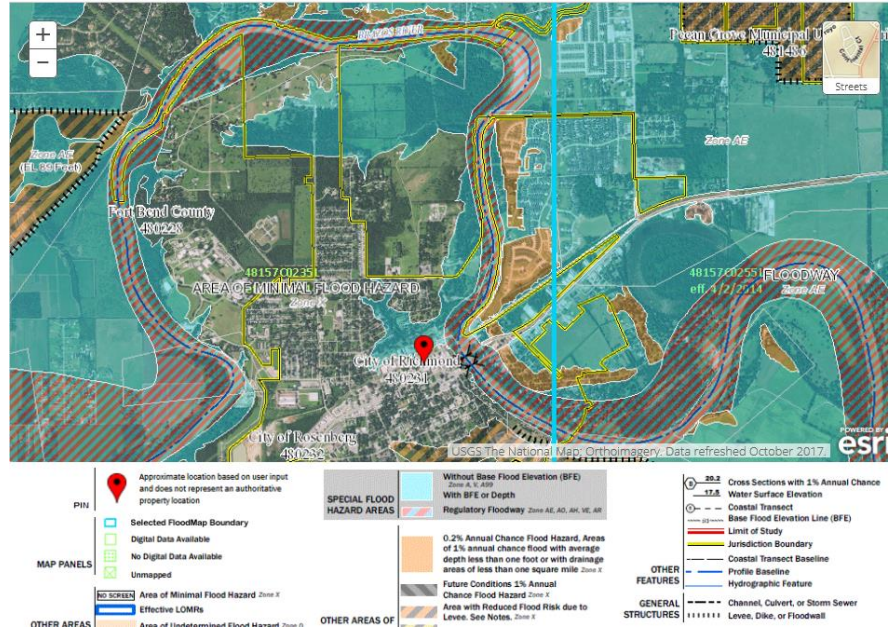 +
−
Streets
BRAZOS RIVER
Pecan Grove Municipal
481486
Zone AE
(EL 89 Feet)
Zone AE
Fort Bend County
480228
AREA OF MINIMAL FLOOD HAZARD
Zone X
FLOODWAY
Zone AE
eff. 4/2/2014
City of Richmond
480231
City of Rosenberg
480232
POWERED BY
esri
USGS The National Map: Orthoimagery. Data refreshed October 2017.
PIN
Approximate location based on user input
and does not represent an authoritative
property location
MAP PANELS
Selected FloodMap Boundary
Digital Data Available
No Digital Data Available
Unmapped
OTHER AREAS
NO SCREEN Area of Minimal Flood Hazard Zone X
Effective LOMRs
Area of Undetermined Flood Hazard Zone D
SPECIAL FLOOD
HAZARD AREAS
Without Base Flood Elevation (BFE)
Zone A, V, A99
With BFE or Depth
Regulatory Floodway Zone AE, AO, AH, VE, AR
OTHER AREAS OF
0.2% Annual Chance Flood Hazard, Areas
of 1% annual chance flood with average
depth less than one foot or with drainage
areas of less than one square mile Zone X
Future Conditions 1% Annual
Chance Flood Hazard Zone X
Area with Reduced Flood Risk due to
Levee. See Notes. Zone X
OTHER
FEATURES
20.2 Cross Sections with 1% Annual Chance
17.5 Water Surface Elevation
Coastal Transect
Base Flood Elevation Line (BFE)
Limit of Study
Jurisdiction Boundary
Coastal Transect Baseline
Profile Baseline
Hydrographic Feature
GENERAL
STRUCTURES
Channel, Culvert, or Storm Sewer
Levee, Dike, or Floodwall